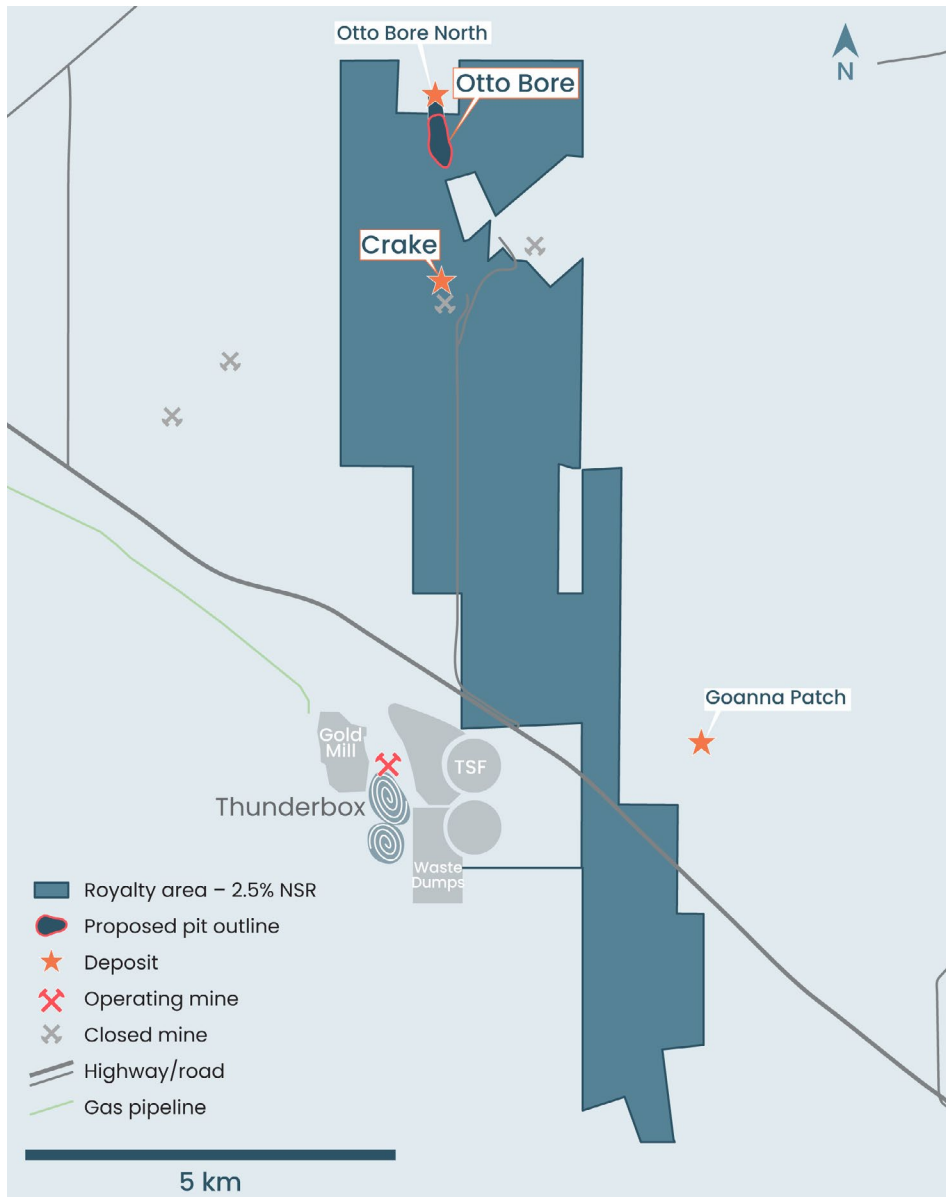 Otto Bore North
Otto Bore
N
Crake
Goanna Patch
Gold
Mill
TSF
Thunderbox
Waste
Dumps
Royalty area – 2.5% NSR
Proposed pit outline
Deposit
Operating mine
Closed mine
Highway/road
Gas pipeline
5 km